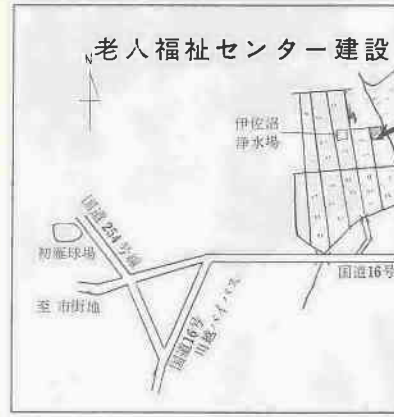 老人福祉センター建設
N
伊佐沼
浄水場
国道254号線
初雁球場
国道16号
至 市街地
国道16号
川越バイパス